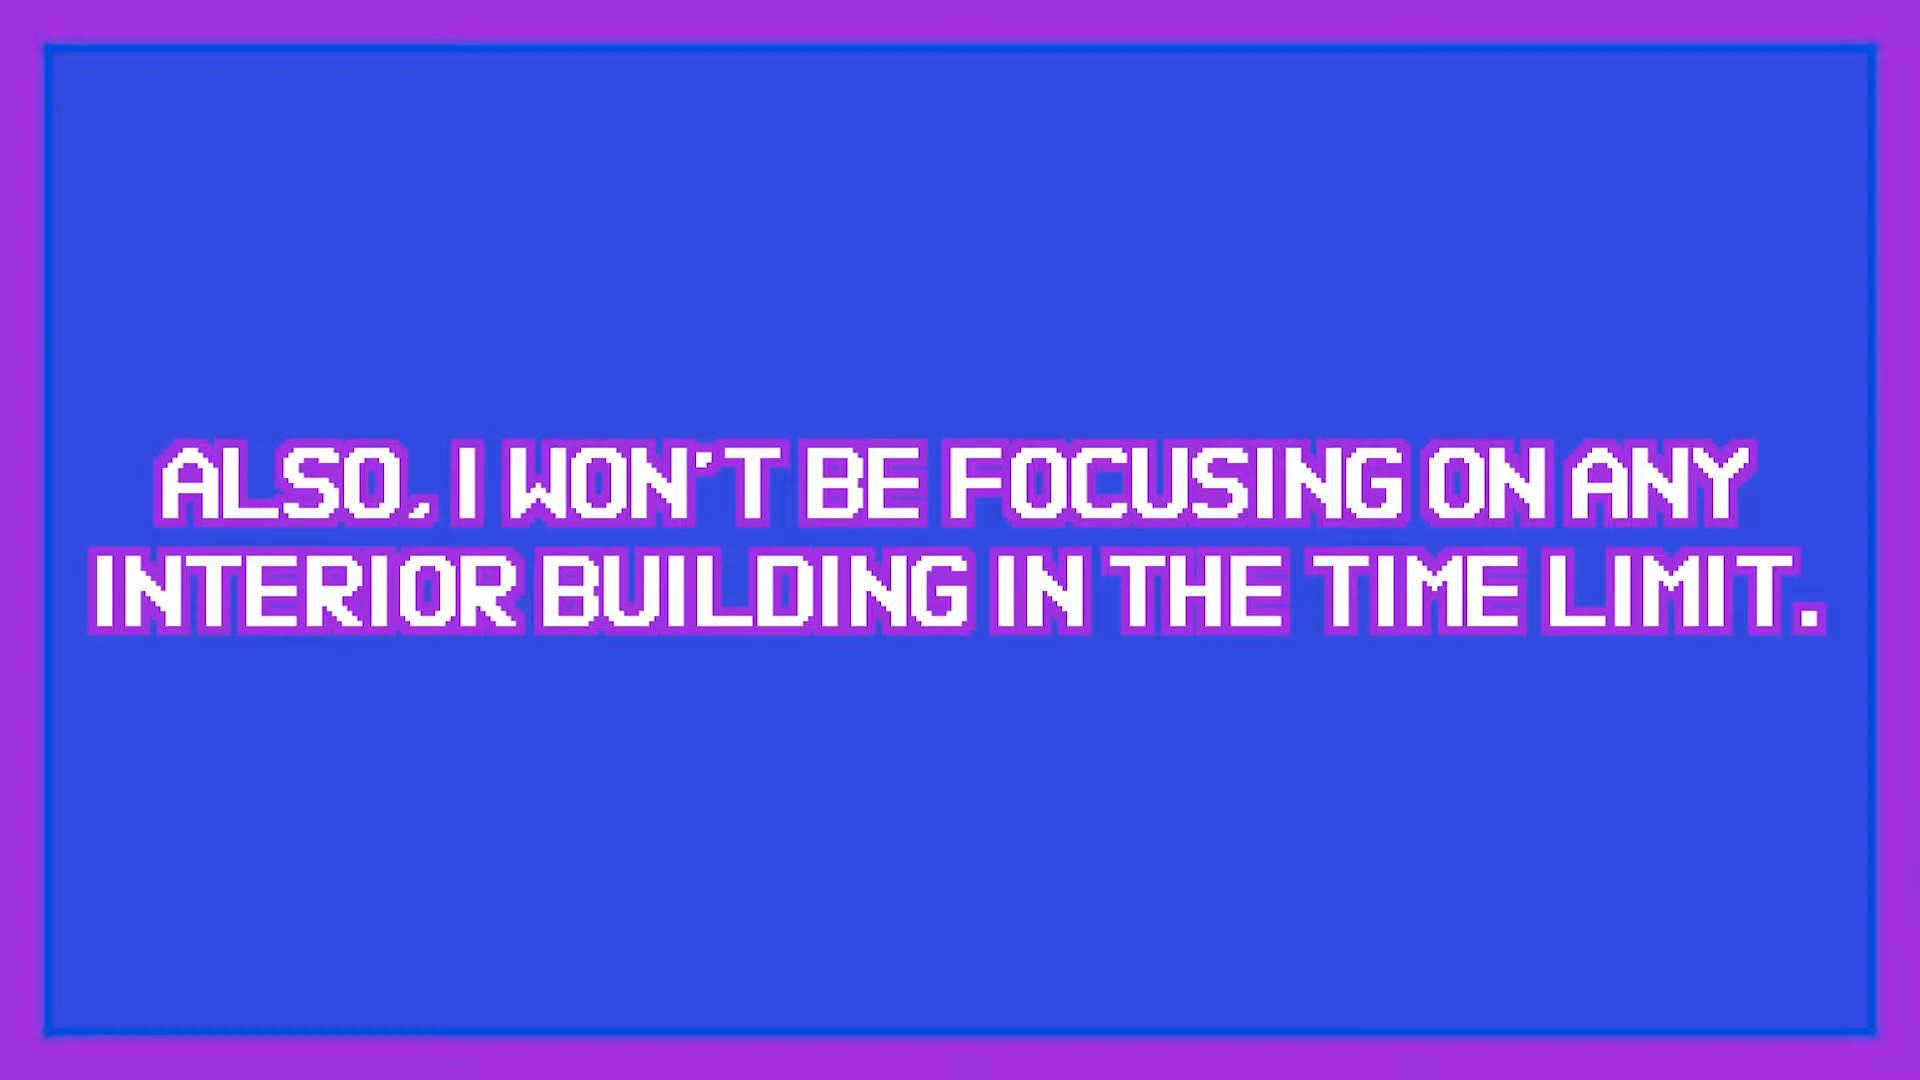 ALSO, I WON'T BE FOCUSING ON ANY
INTERIOR BUILDING IN THE TIME LIMIT.